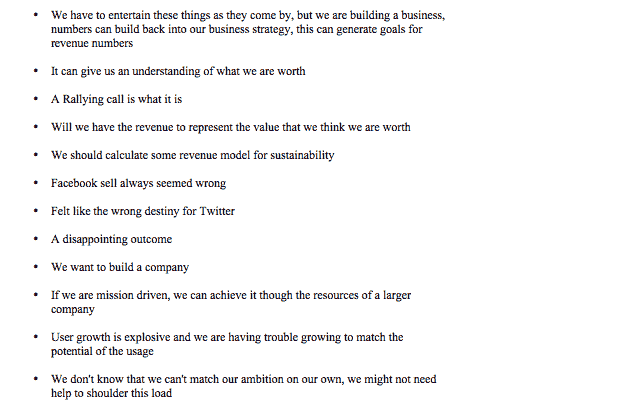 • We have to entertain these things as they come by, but we are building a business,
numbers can build back into our business strategy, this can generate goals for
revenue numbers
• It can give us an understanding of what we are worth
• A Rallying call is what it is
• Will we have the revenue to represent the value that we think we are worth
• We should calculate some revenue model for sustainability
• Facebook sell always seemed wrong
• Felt like the wrong destiny for Twitter
• A disappointing outcome
• We want to build a company
• If we are mission driven, we can achieve it though the resources of a larger
company
• User growth is explosive and we are having trouble growing to match the
potential of the usage
• We don't know that we can't match our ambition on our own, we might not need
help to shoulder this load